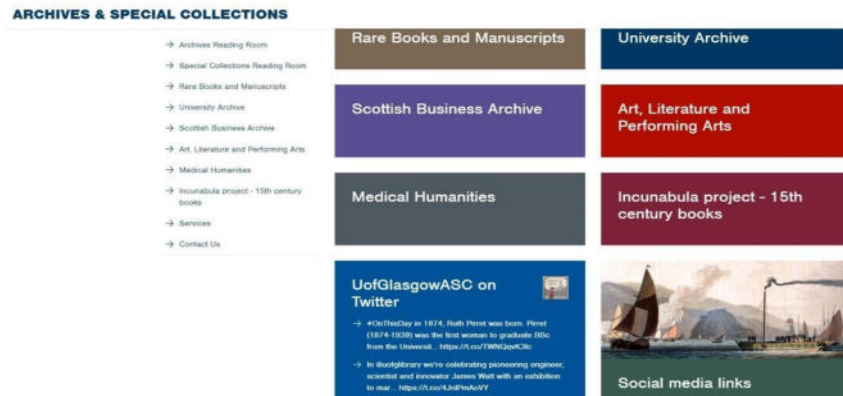 ARCHIVES & SPECIAL COLLECTIONS
Archives Reading Room
Special Collections Reading Room
Rare Books and Manuscripts
University Archive
Scottish Business Archive
Art, Literature and Performing Arts
Medical Humanities
Incunabula project - 15th century
books
Services
Contact Us
Rare Books and Manuscripts
University Archive
Scottish Business Archive
Art, Literature and
Performing Arts
Medical Humanities
Incunabula project - 15th
century books
UofGlasgowASC on
Twitter
#OnThisDay in 1874, Ruth Pirret was born. Pirret
(1874-1939) was the first woman to graduate BSc
from the Universit...
In @uofglibrary we're celebrating pioneering engineer,
scientist and innovator James Watt with an exhibition
to mar...
Social media links